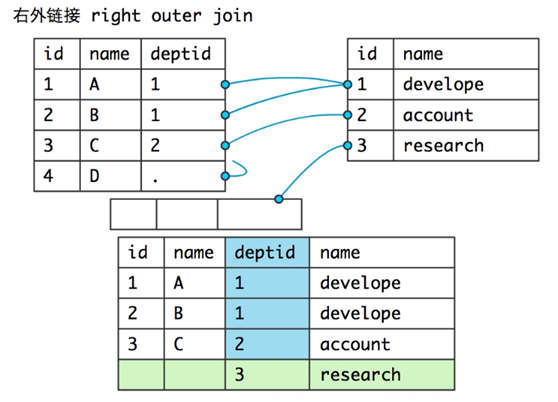 右外链接 right outer join
id name deptid
1 A 1
2 B 1
3 C 2
4 D .
id name
1 develope
2 account
3 research
id name deptid name
1 A 1 develope
2 B 1 develope
3 C 2 account
3 research